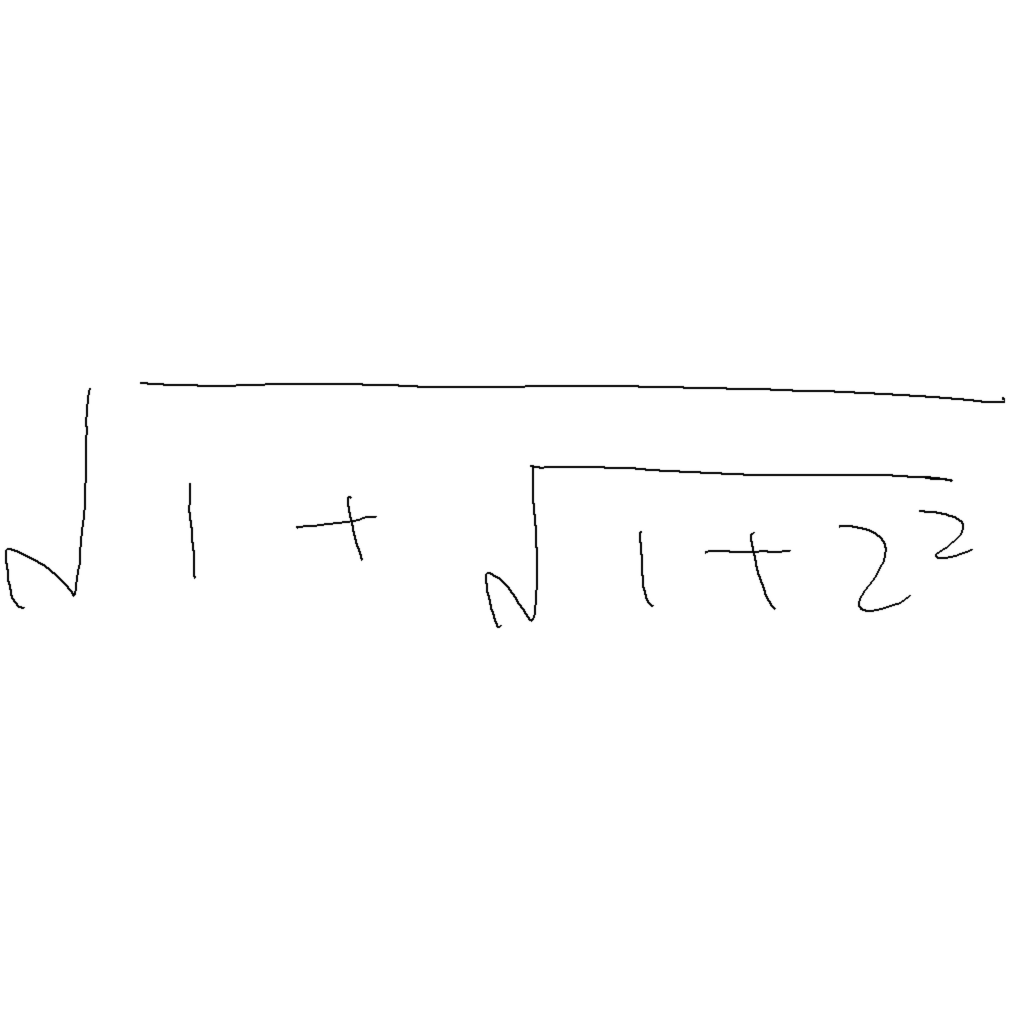 √(1 + √(1 + 2²))